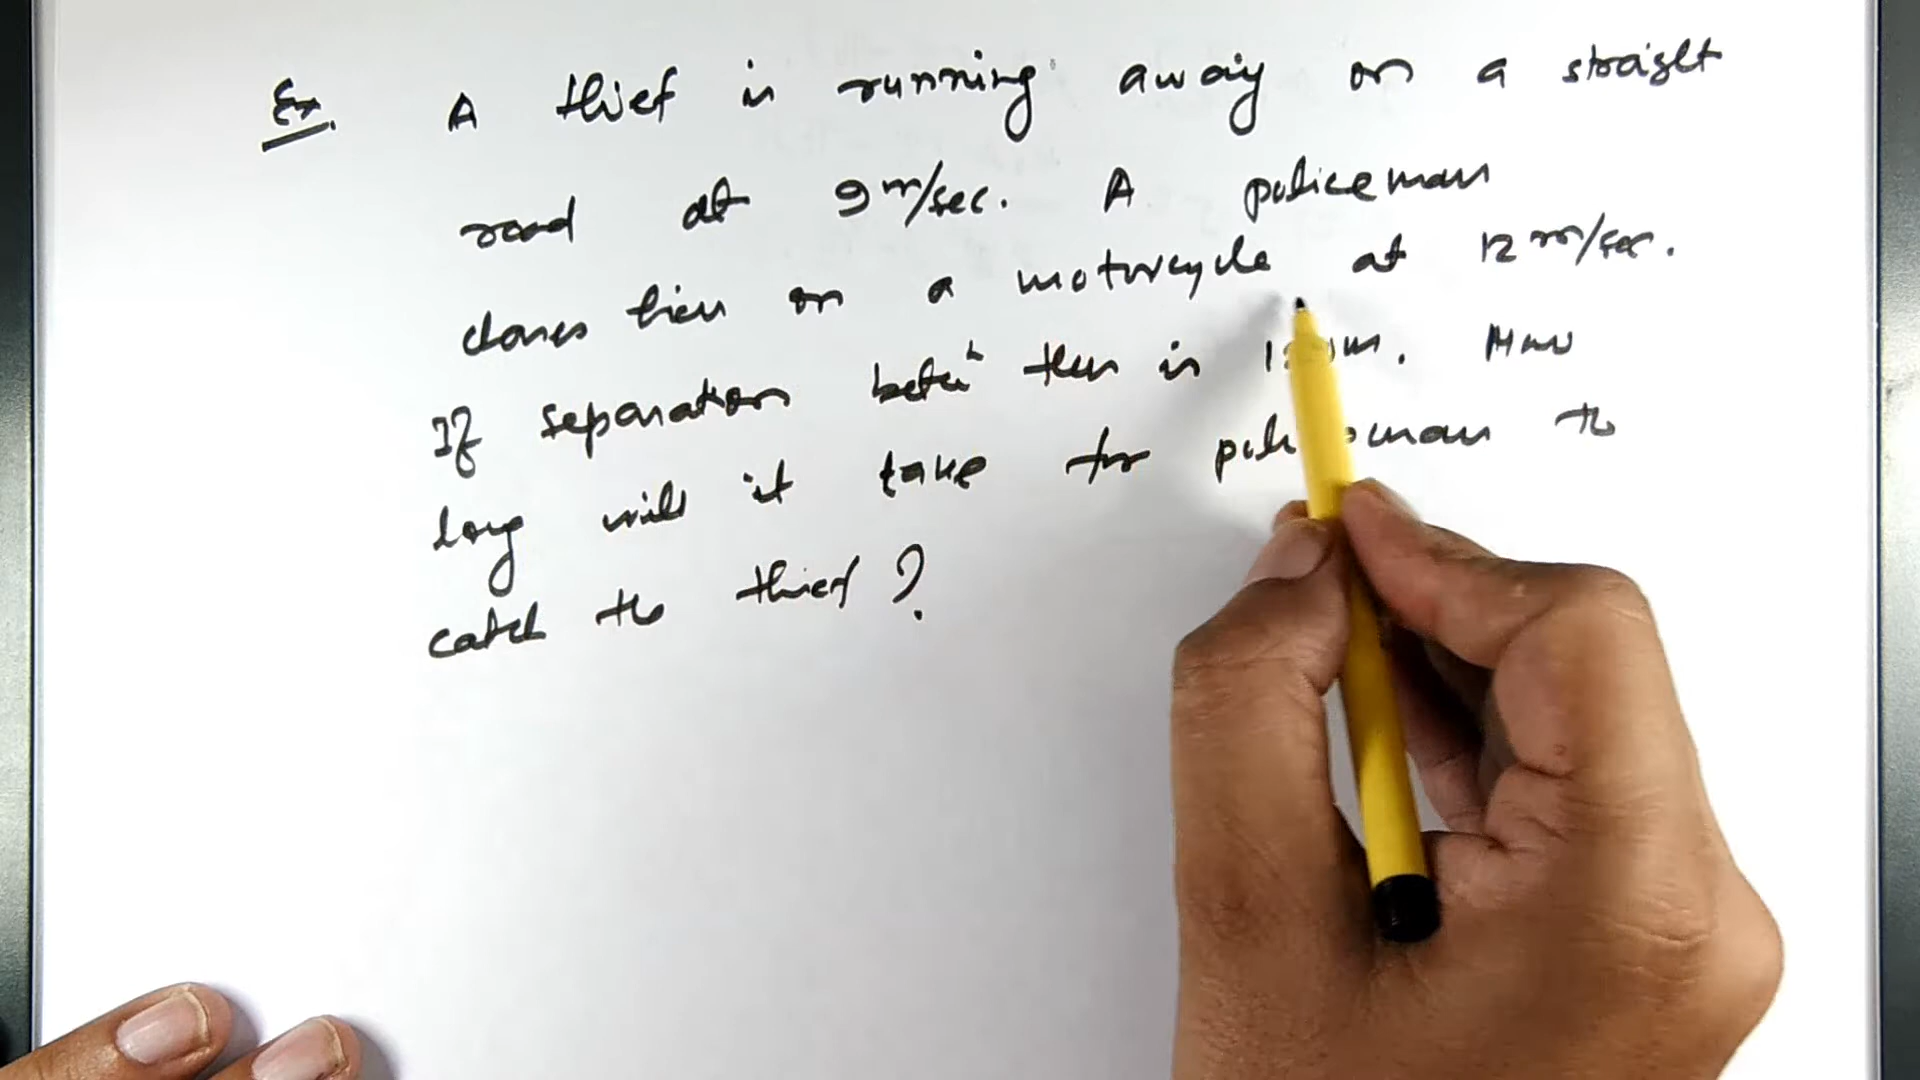 Ex. A thief is running away on a straight
road at 9 m/sec. A policeman
chases him on a motorcycle at 12 m/sec.
If separation betwⁿ them is m. How
long will it take for policeman to
catch the thief ?